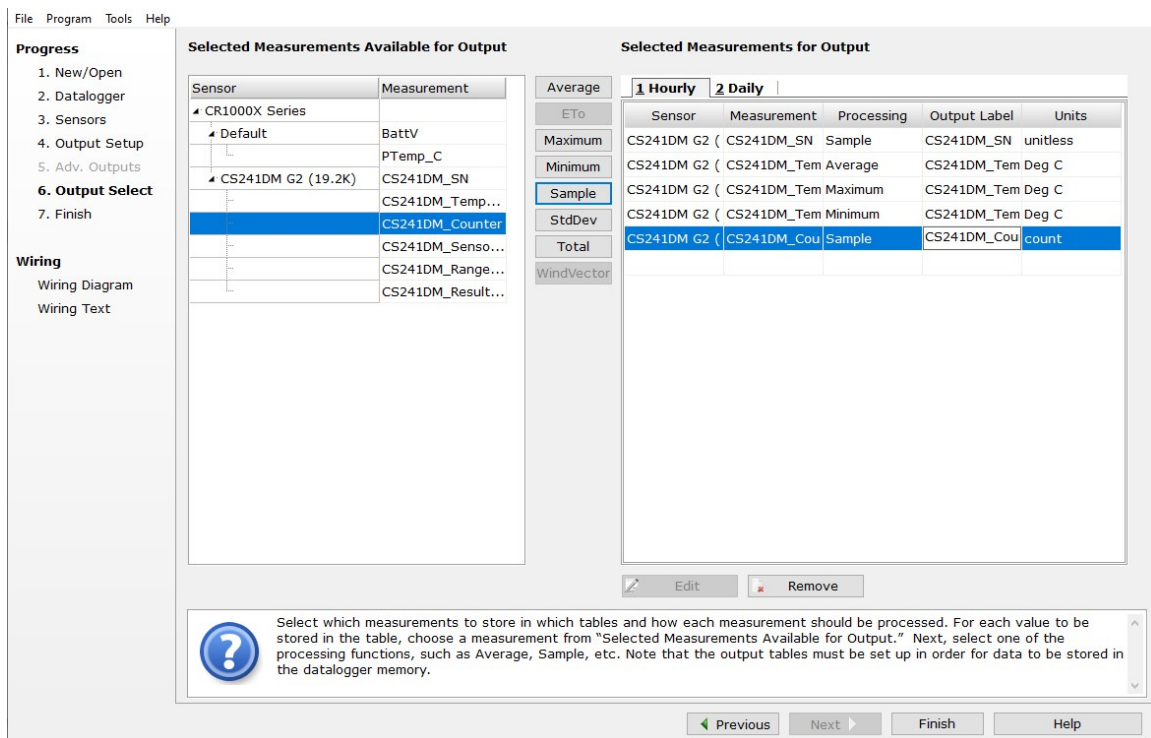 File Program Tools Help
Progress
1. New/Open
2. Datalogger
3. Sensors
4. Output Setup
5. Adv. Outputs
6. Output Select
7. Finish
Wiring
Wiring Diagram
Wiring Text
Selected Measurements Available for Output
Sensor Measurement
CR1000X Series
Default BattV
PTemp_C
CS241DM G2 (19.2K) CS241DM_SN
CS241DM_Temp...
CS241DM_Counter
CS241DM_Senso...
CS241DM_Range...
CS241DM_Result...
Average
ETo
Maximum
Minimum
Sample
StdDev
Total
WindVector
Selected Measurements for Output
1 Hourly 2 Daily
Sensor Measurement Processing Output Label Units
CS241DM G2 ( CS241DM_SN Sample CS241DM_SN unitless
CS241DM G2 ( CS241DM_Tem Average CS241DM_Tem Deg C
CS241DM G2 ( CS241DM_Tem Maximum CS241DM_Tem Deg C
CS241DM G2 ( CS241DM_Tem Minimum CS241DM_Tem Deg C
CS241DM G2 ( CS241DM_Cou Sample CS241DM_Cou count
Edit Remove
Select which measurements to store in which tables and how each measurement should be processed. For each value to be
stored in the table, choose a measurement from "Selected Measurements Available for Output." Next, select one of the
processing functions, such as Average, Sample, etc. Note that the output tables must be set up in order for data to be stored in
the datalogger memory.
Previous Next Finish Help